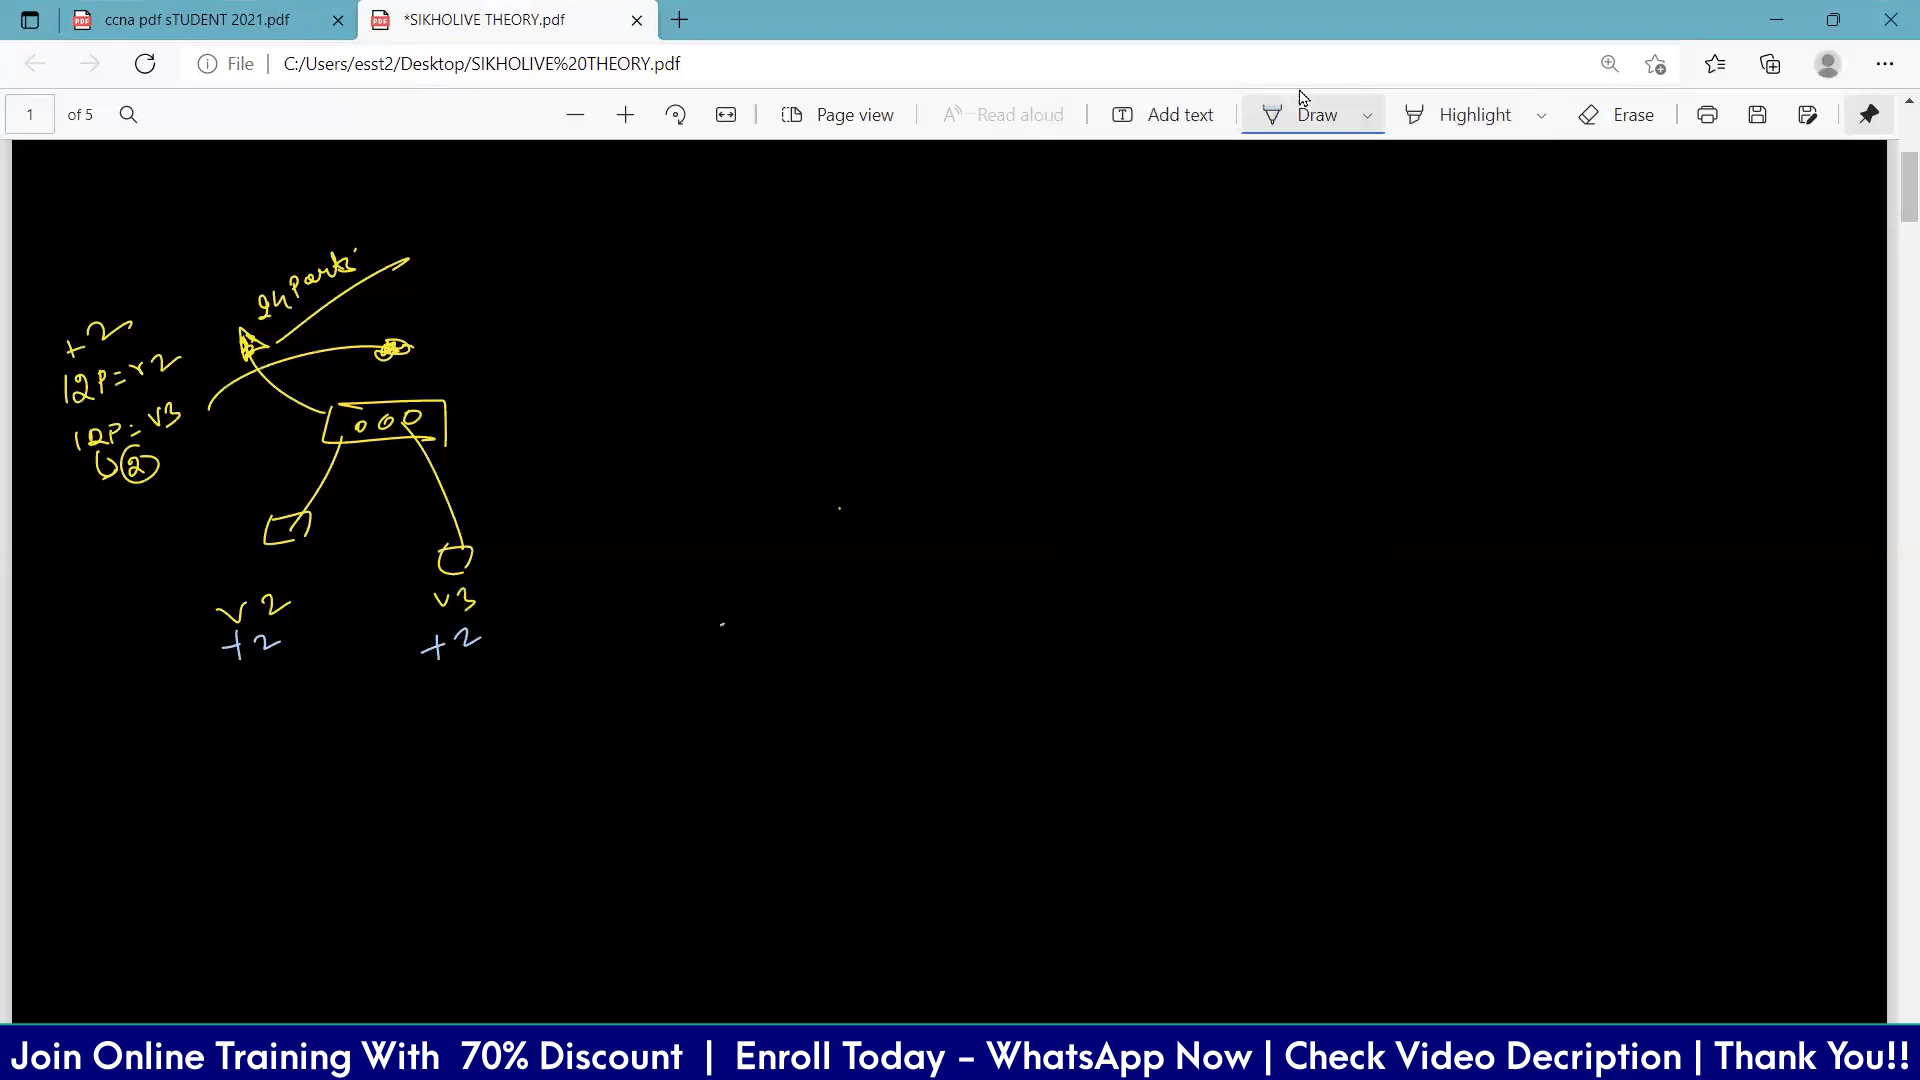 ccna pdf sTUDENT 2021.pdf
*SIKHOLIVE THEORY.pdf
File
C:/Users/esst2/Desktop/SIKHOLIVE%20THEORY.pdf
1
of 5
Page view
Read aloud
Add text
Draw
Highlight
Erase
24 Ports
+2
12P=V2
12P=V3
2
V2
V3
+2
+2
Join Online Training With 70% Discount | Enroll Today – WhatsApp Now | Check Video Decription | Thank You!!